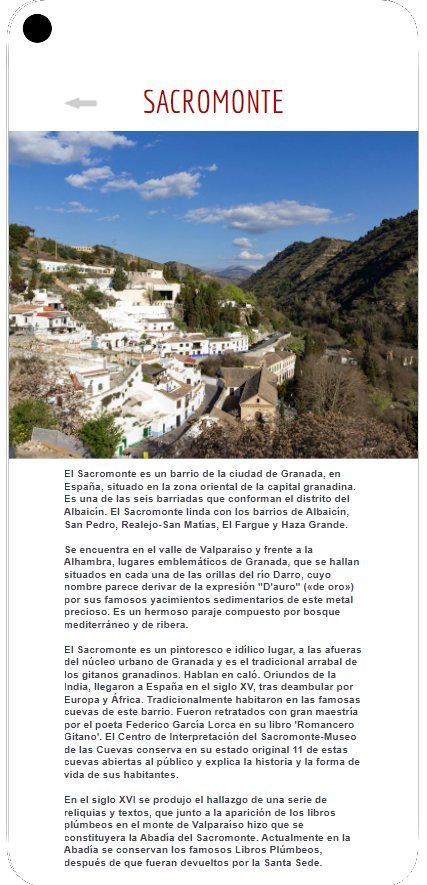 SACROMONTE
El Sacromonte es un barrio de la ciudad de Granada, en
España, situado en la zona oriental de la capital granadina.
Es una de las seis barriadas que conforman el distrito del
Albaicín. El Sacromonte linda con los barrios de Albaicín,
San Pedro, Realejo-San Matías, El Fargue y Haza Grande.
Se encuentra en el valle de Valparaíso y frente a la
Alhambra, lugares emblemáticos de Granada, que se hallan
situados en cada una de las orillas del río Darro, cuyo
nombre parece derivar de la expresión "D'auro" («de oro»)
por sus famosos yacimientos sedimentarios de este metal
precioso. Es un hermoso paraje compuesto por bosque
mediterráneo y de ribera.
El Sacromonte es un pintoresco e idílico lugar, a las afueras
del núcleo urbano de Granada y es el tradicional arrabal de
los gitanos granadinos. Hablan en caló. Oriundos de la
India, llegaron a España en el siglo XV, tras deambular por
Europa y África. Tradicionalmente habitaron en las famosas
cuevas de este barrio. Fueron retratados con gran maestría
por el poeta Federico García Lorca en su libro 'Romancero
Gitano'. El Centro de Interpretación del Sacromonte-Museo
de las Cuevas conserva en su estado original 11 de estas
cuevas abiertas al público y explica la historia y la forma de
vida de sus habitantes.
En el siglo XVI se produjo el hallazgo de una serie de
reliquias y textos, que junto a la aparición de los libros
plúmbeos en el monte de Valparaíso hizo que se
constituyera la Abadía del Sacromonte. Actualmente en la
Abadía se conservan los famosos Libros Plúmbeos,
después de que fueran devueltos por la Santa Sede.